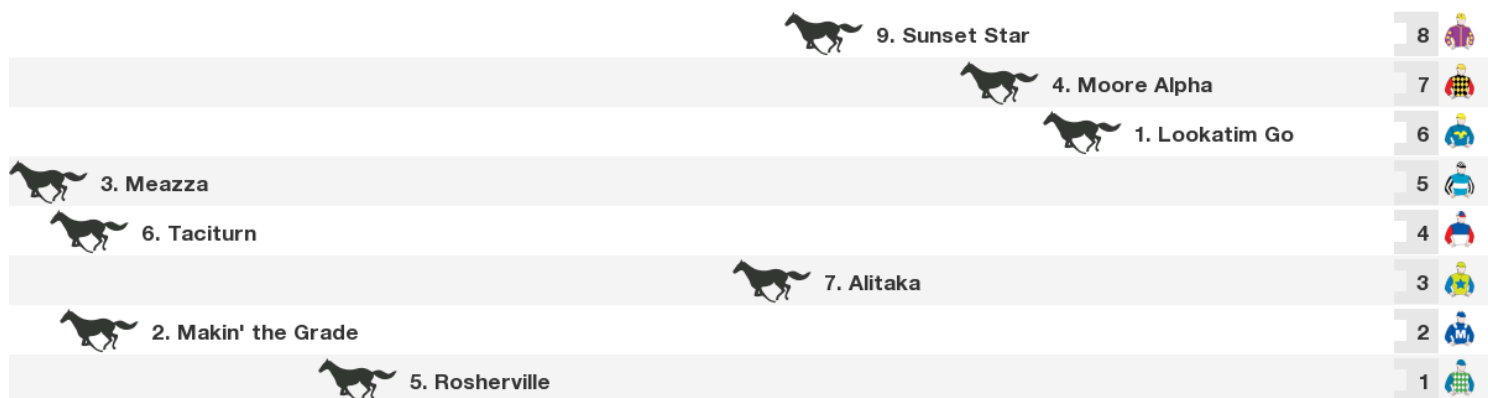 9. Sunset Star 8
4. Moore Alpha 7
1. Lookatim Go 6
3. Meazza 5
6. Taciturn 4
7. Alitaka 3
2. Makin' the Grade 2
M
5. Rosherville 1